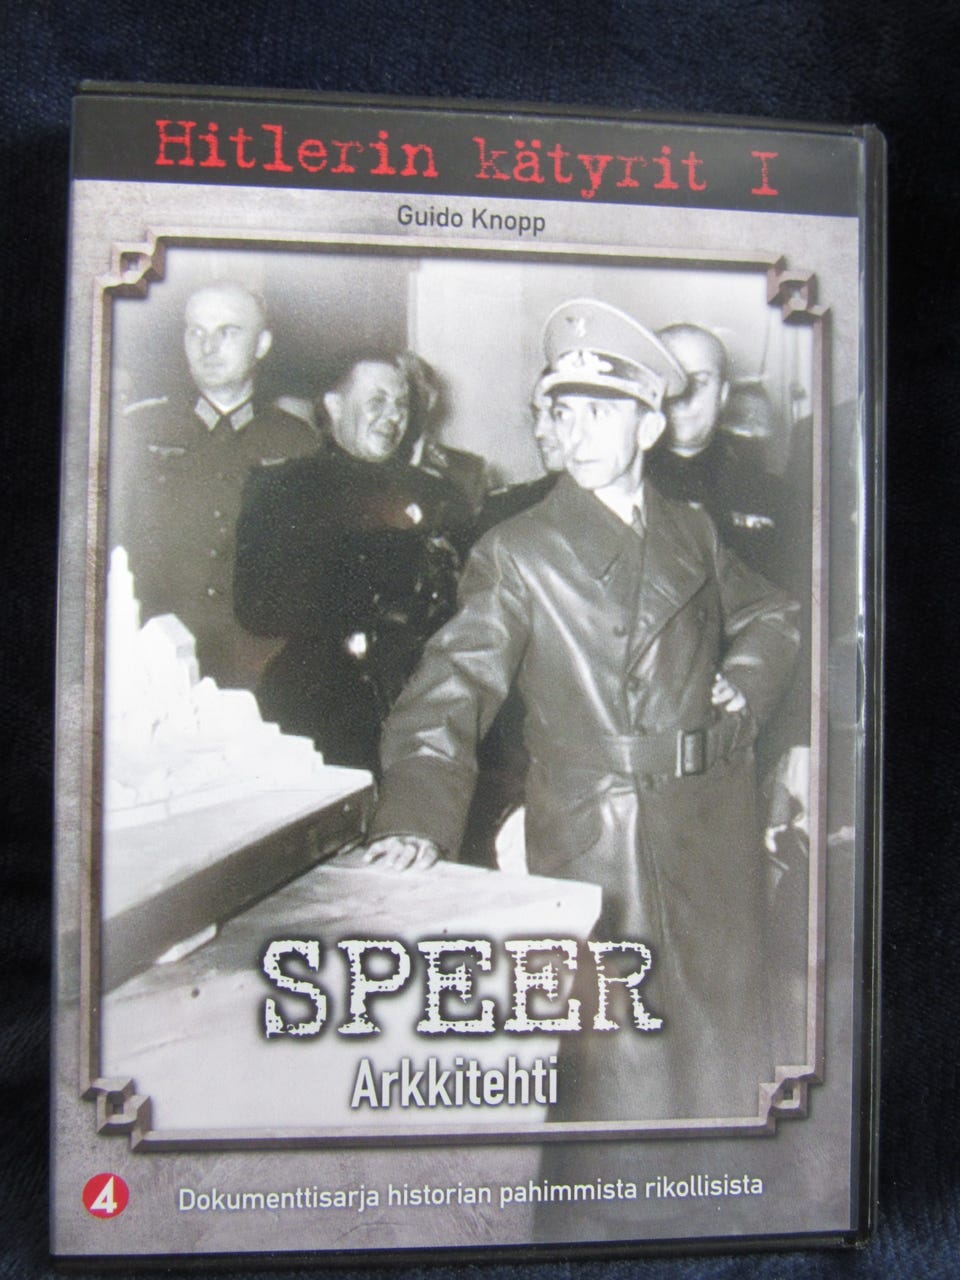 Hitlerin kätyrit I
Guido Knopp
SPEER
Arkkitehti
4
Dokumenttisarja historian pahimmista rikollisista